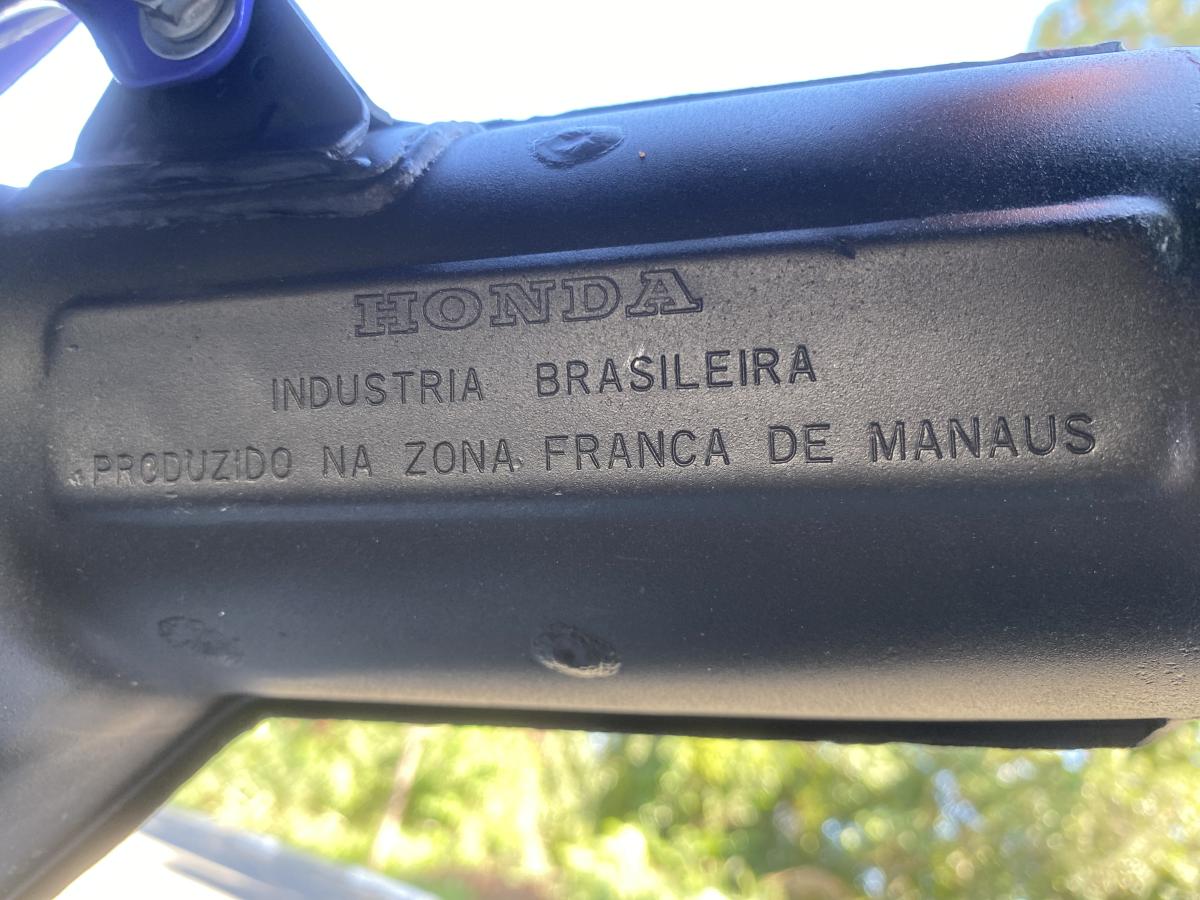 HONDA
INDUSTRIA BRASILEIRA
PRODUZIDO NA ZONA FRANCA DE MANAUS